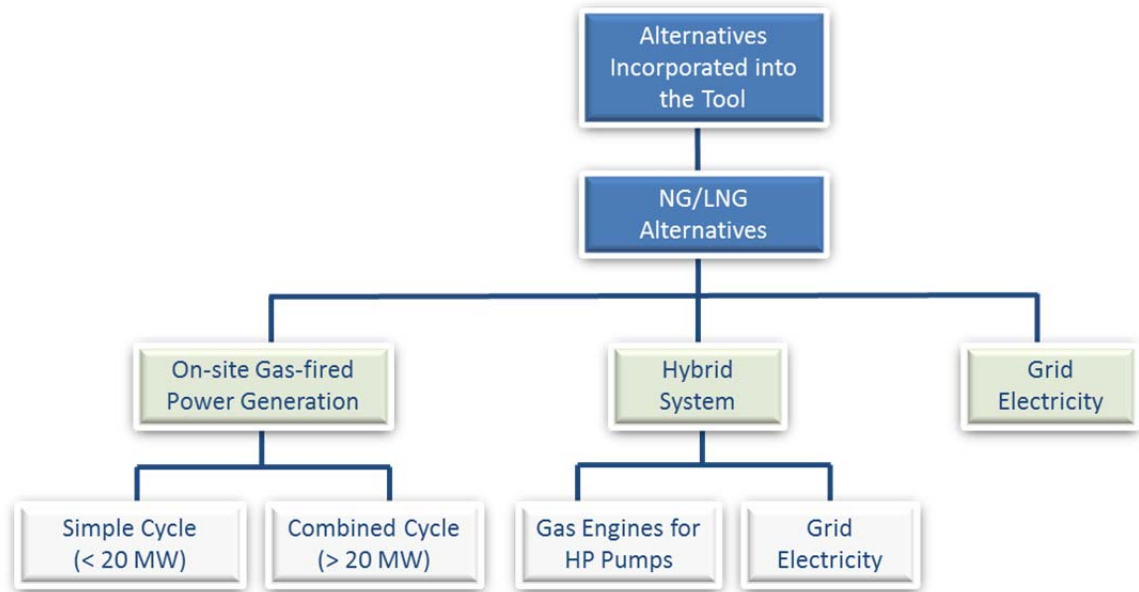 Alternatives
Incorporated into
the Tool
NG/LNG
Alternatives
On-site Gas-fired
Power Generation
Hybrid
System
Grid
Electricity
Simple Cycle
(< 20 MW)
Combined Cycle
(> 20 MW)
Gas Engines for
HP Pumps
Grid
Electricity